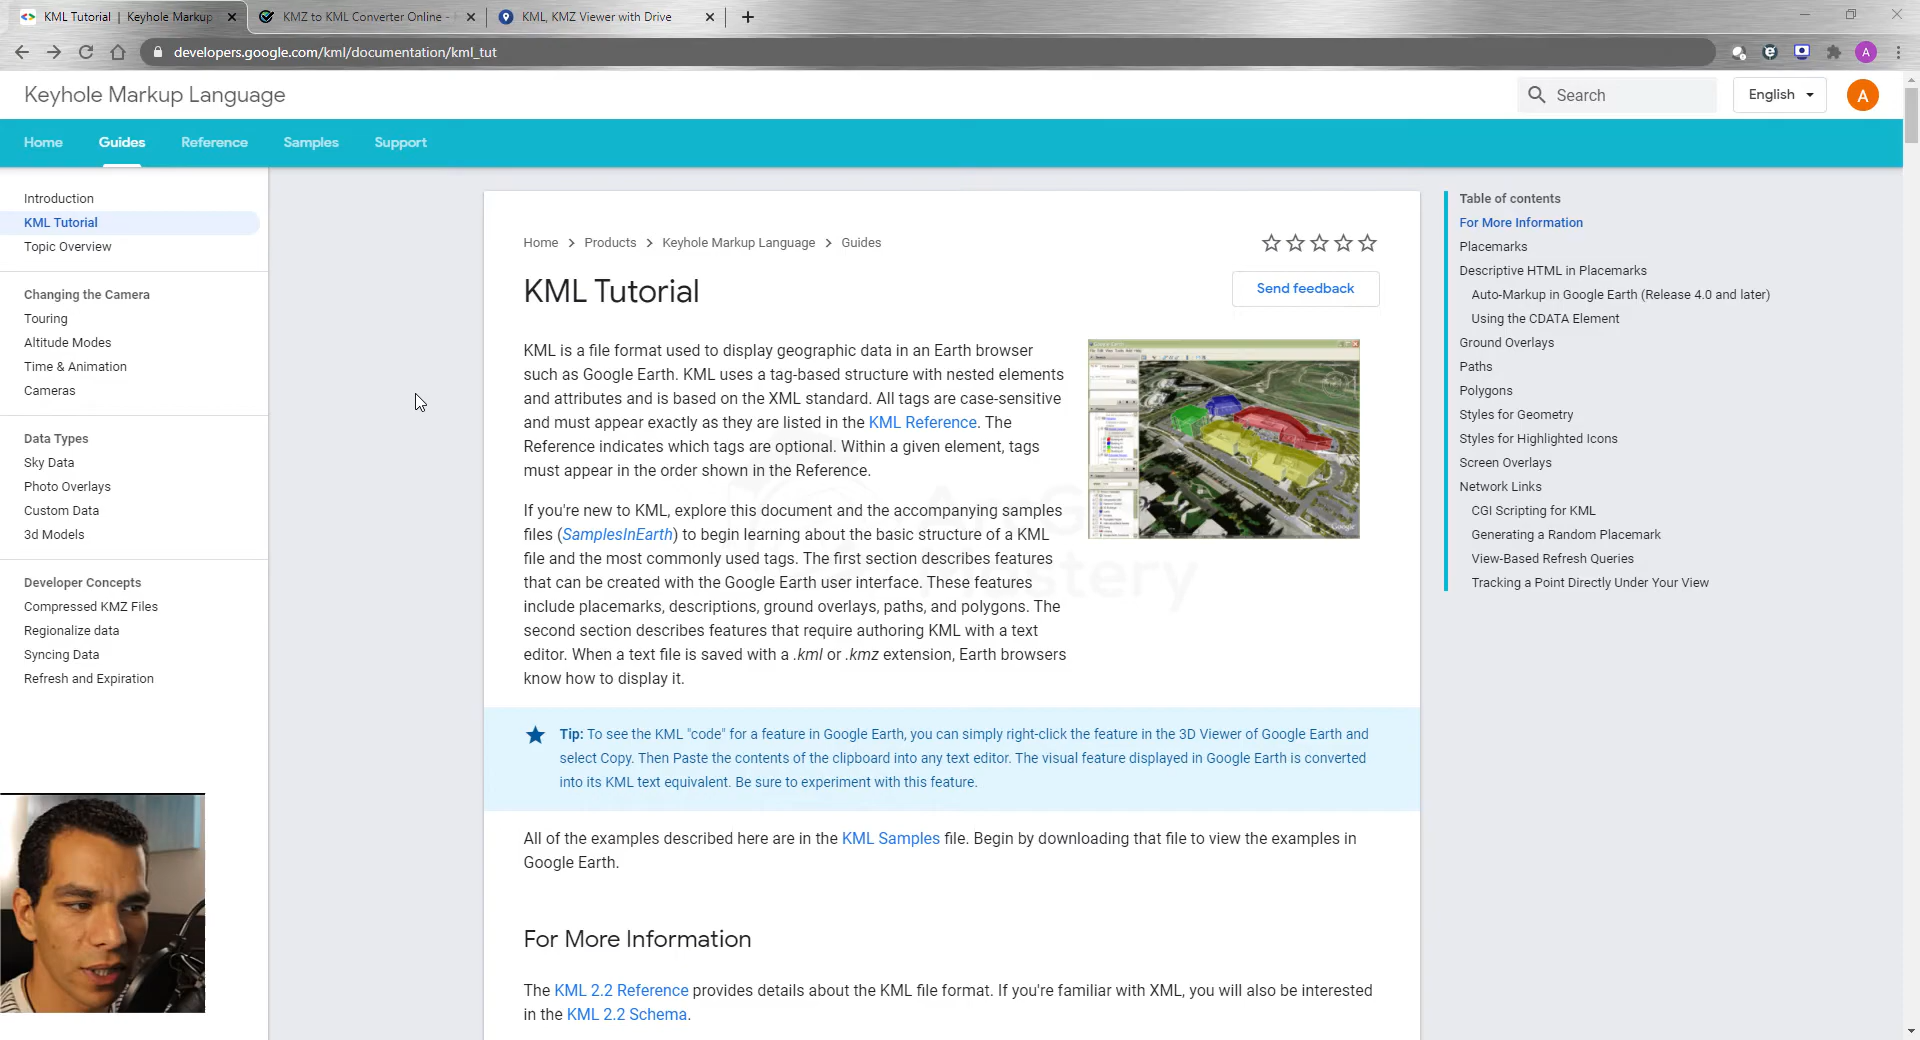 KML Tutorial | Keyhole Markup
KMZ to KML Converter Online -
KML, KMZ Viewer with Drive
developers.google.com/kml/documentation/kml_tut
A
Keyhole Markup Language
Search
English
A
Home
Guides
Reference
Samples
Support
Introduction
KML Tutorial
Topic Overview
Changing the Camera
Touring
Altitude Modes
Time & Animation
Cameras
Data Types
Sky Data
Photo Overlays
Custom Data
3d Models
Developer Concepts
Compressed KMZ Files
Regionalize data
Syncing Data
Refresh and Expiration
Home > Products > Keyhole Markup Language > Guides
KML Tutorial
Send feedback
KML is a file format used to display geographic data in an Earth browser
such as Google Earth. KML uses a tag-based structure with nested elements
and attributes and is based on the XML standard. All tags are case-sensitive
and must appear exactly as they are listed in the KML Reference. The
Reference indicates which tags are optional. Within a given element, tags
must appear in the order shown in the Reference.
If you're new to KML, explore this document and the accompanying samples
files (SamplesInEarth) to begin learning about the basic structure of a KML
file and the most commonly used tags. The first section describes features
that can be created with the Google Earth user interface. These features
include placemarks, descriptions, ground overlays, paths, and polygons. The
second section describes features that require authoring KML with a text
editor. When a text file is saved with a .kml or .kmz extension, Earth browsers
know how to display it.
Google
Mastery
Tip: To see the KML "code" for a feature in Google Earth, you can simply right-click the feature in the 3D Viewer of Google Earth and
select Copy. Then Paste the contents of the clipboard into any text editor. The visual feature displayed in Google Earth is converted
into its KML text equivalent. Be sure to experiment with this feature.
All of the examples described here are in the KML Samples file. Begin by downloading that file to view the examples in
Google Earth.
For More Information
The KML 2.2 Reference provides details about the KML file format. If you're familiar with XML, you will also be interested
in the KML 2.2 Schema.
Table of contents
For More Information
Placemarks
Descriptive HTML in Placemarks
Auto-Markup in Google Earth (Release 4.0 and later)
Using the CDATA Element
Ground Overlays
Paths
Polygons
Styles for Geometry
Styles for Highlighted Icons
Screen Overlays
Network Links
CGI Scripting for KML
Generating a Random Placemark
View-Based Refresh Queries
Tracking a Point Directly Under Your View